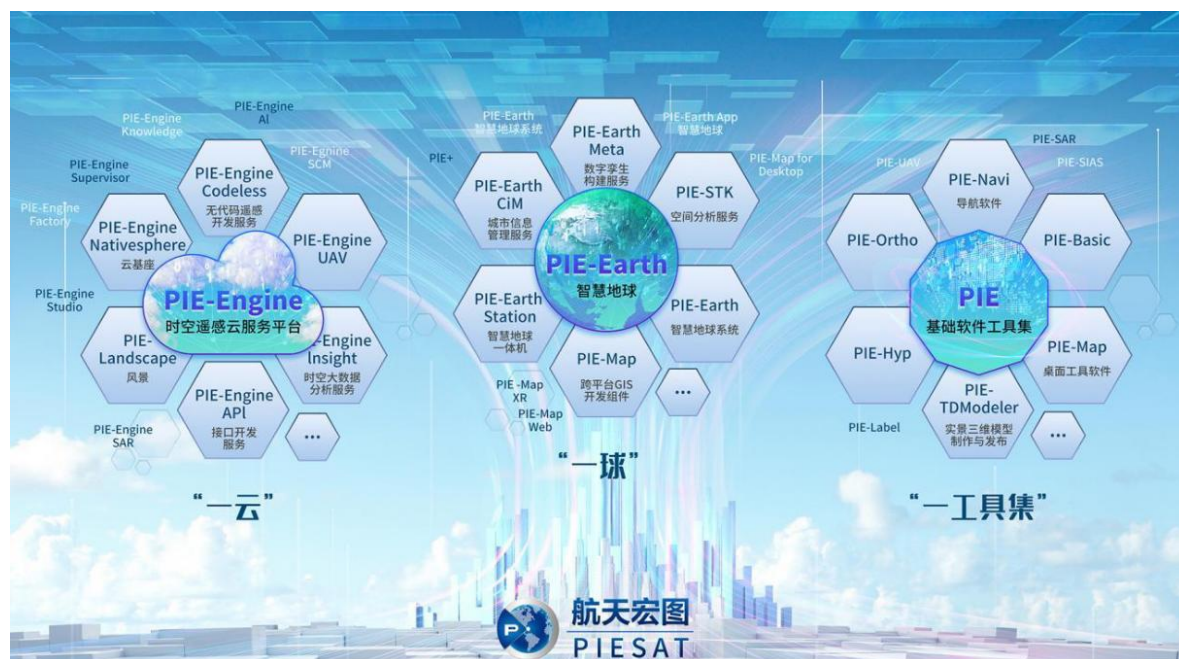 PIE-Engine
AI
PIE-Engine
Knowledge
PIE-Egnine
SCM
PIE-Engine
Supervisor
PIE-Engine
Codeless
无代码遥感
开发服务
PIE-Engine
Factory
PIE-Engine
Nativesphere
云基座
PIE-Engine
UAV
PIE-Engine
时空遥感云服务平台
PIE-Engine
Studio
PIE-
Landscape
风景
-Engine
Insight
时空大数据
分析服务
PIE-Engine
API
接口开发
服务
...
PIE-Engine
SAR
“一云”
PIE-Earth
智慧地球系统
PIE-Earth App
智慧地球
PIE+
PIE-Map for
Desktop
PIE-Earth
Meta
数字孪生
构建服务
PIE-Earth
CiM
城市信息
管理服务
PIE-STK
空间分析服务
PIE-Earth
智慧地球
PIE-Earth
Station
智慧地球
一体机
PIE-Earth
智慧地球系统
PIE-Map
跨平台GIS
开发组件
...
PIE -Map
XR
PIE-Map
Web
“一球”
PIE-SAR
PIE-UAV
PIE-SIAS
PIE-Navi
导航软件
PIE-Ortho
PIE-Basic
PIE
基础软件工具集
PIE-Hyp
PIE-Map
桌面工具软件
PIE-
TDModeler
实景三维模型
制作与发布
...
PIE-Label
“一工具集”
航天宏图
PIESAT